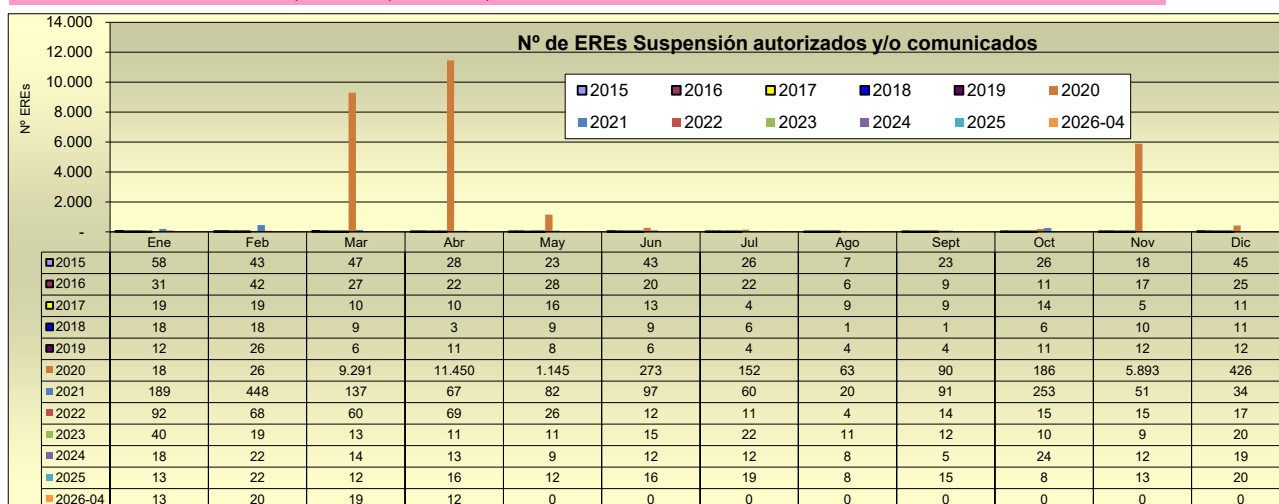 14.000
Nº de EREs Suspensión autorizados y/o comunicados
12.000
10.000
8.000
6.000
4.000
2.000
-
Nº EREs
2015 2016 2017 2018 2019 2020
2021 2022 2023 2024 2025 2026-04
Ene Feb Mar Abr May Jun Jul Ago Sept Oct Nov Dic
2015 58 43 47 28 23 43 26 7 23 26 18 45
2016 31 42 27 22 28 20 22 6 9 11 17 25
2017 19 19 10 10 16 13 4 9 9 14 5 11
2018 18 18 9 3 9 9 6 1 1 6 10 11
2019 12 26 6 11 8 6 4 4 4 11 12 12
2020 18 26 9.291 11.450 1.145 273 152 63 90 186 5.893 426
2021 189 448 137 67 82 97 60 20 91 253 51 34
2022 92 68 60 69 26 12 11 4 14 15 15 17
2023 40 19 13 11 11 15 22 11 12 10 9 20
2024 18 22 14 13 9 12 12 8 5 24 12 19
2025 13 22 12 16 12 16 19 8 15 8 13 20
2026-04 13 20 19 12 0 0 0 0 0 0 0 0